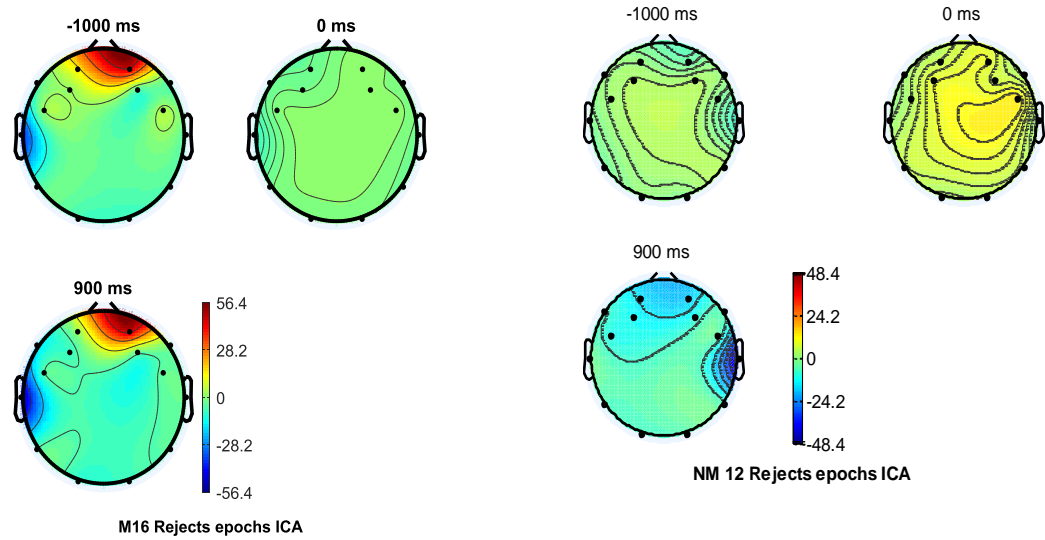 -1000 ms
0 ms
900 ms
56.4
28.2
0
-28.2
-56.4
M16 Rejects epochs ICA
-1000 ms
0 ms
900 ms
48.4
24.2
0
-24.2
-48.4
NM 12 Rejects epochs ICA